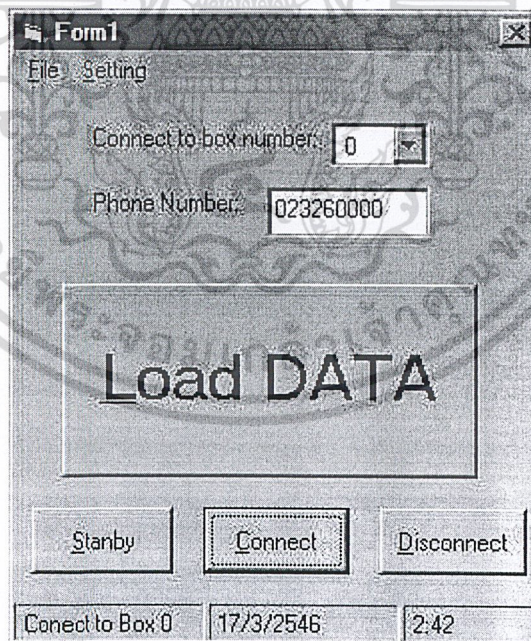 Form1
File Setting
Connect to box number: 0
Phone Number: 023260000
Load DATA
Stanby Connect Disconnect
Conect to Box 0 17/3/2546 2:42